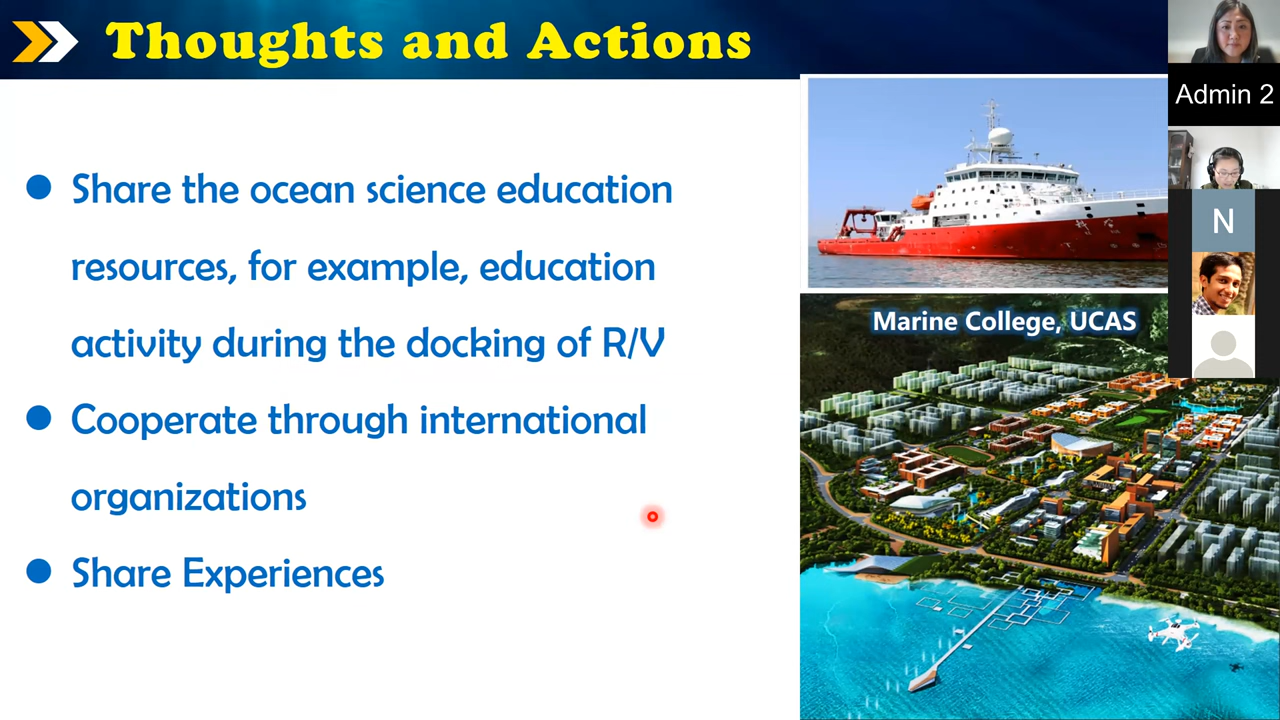 Thoughts and Actions
Share the ocean science education
resources, for example, education
activity during the docking of R/V
Cooperate through international
organizations
Share Experiences
Marine College, UCAS
Admin 2
N